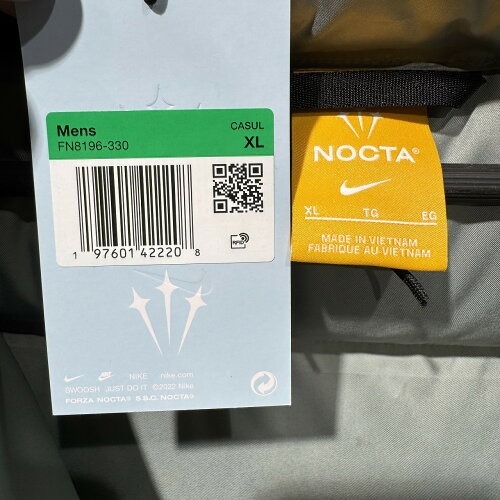 Mens
FN8196-330
CASUL
XL
1 97601 42220 8
RFID
NIKE nike.com
SWOOSH JUST DO IT ©2022 Nike
FORZA NOCTA® S.B.C. NOCTA®
NOCTA®
XL TG EG
MADE IN VIETNAM
FABRIQUÉ AU VIETNAM